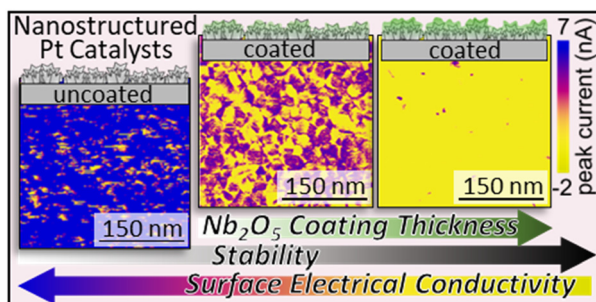 Nanostructured
Pt Catalysts
uncoated
150 nm
coated
150 nm
coated
150 nm
7
peak current (nA)
-2
Nb₂O₅ Coating Thickness
Stability
Surface Electrical Conductivity